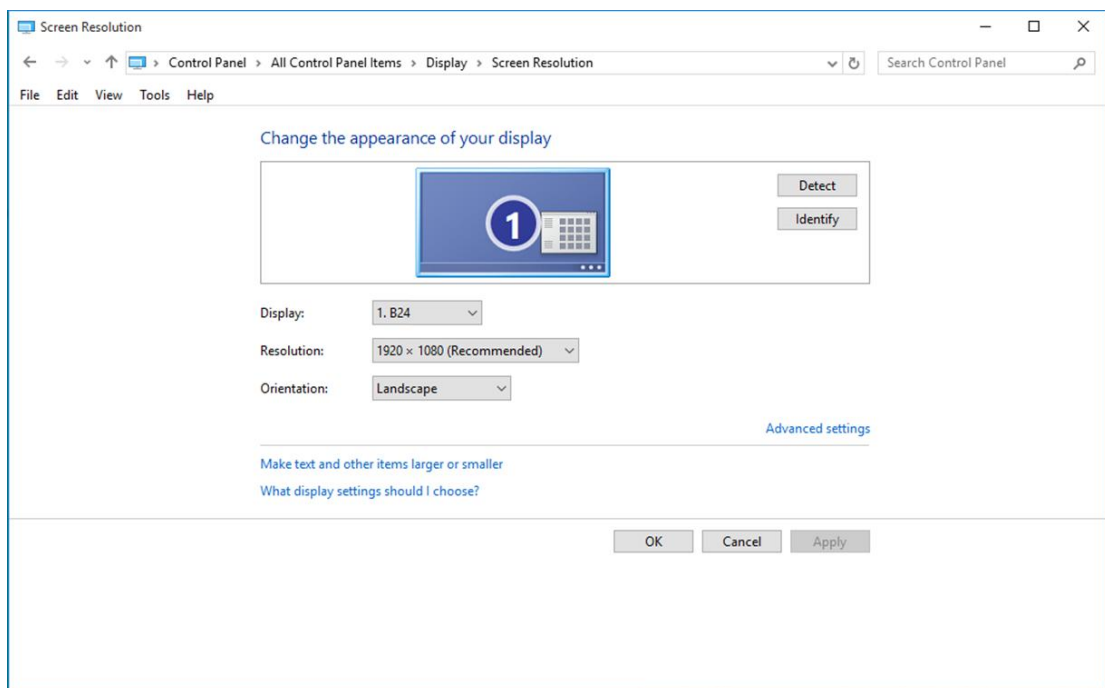 Screen Resolution
Control Panel > All Control Panel Items > Display > Screen Resolution
Search Control Panel
File Edit View Tools Help
Change the appearance of your display
1
Detect
Identify
Display: 1. B24
Resolution: 1920 × 1080 (Recommended)
Orientation: Landscape
Advanced settings
Make text and other items larger or smaller
What display settings should I choose?
OK Cancel Apply